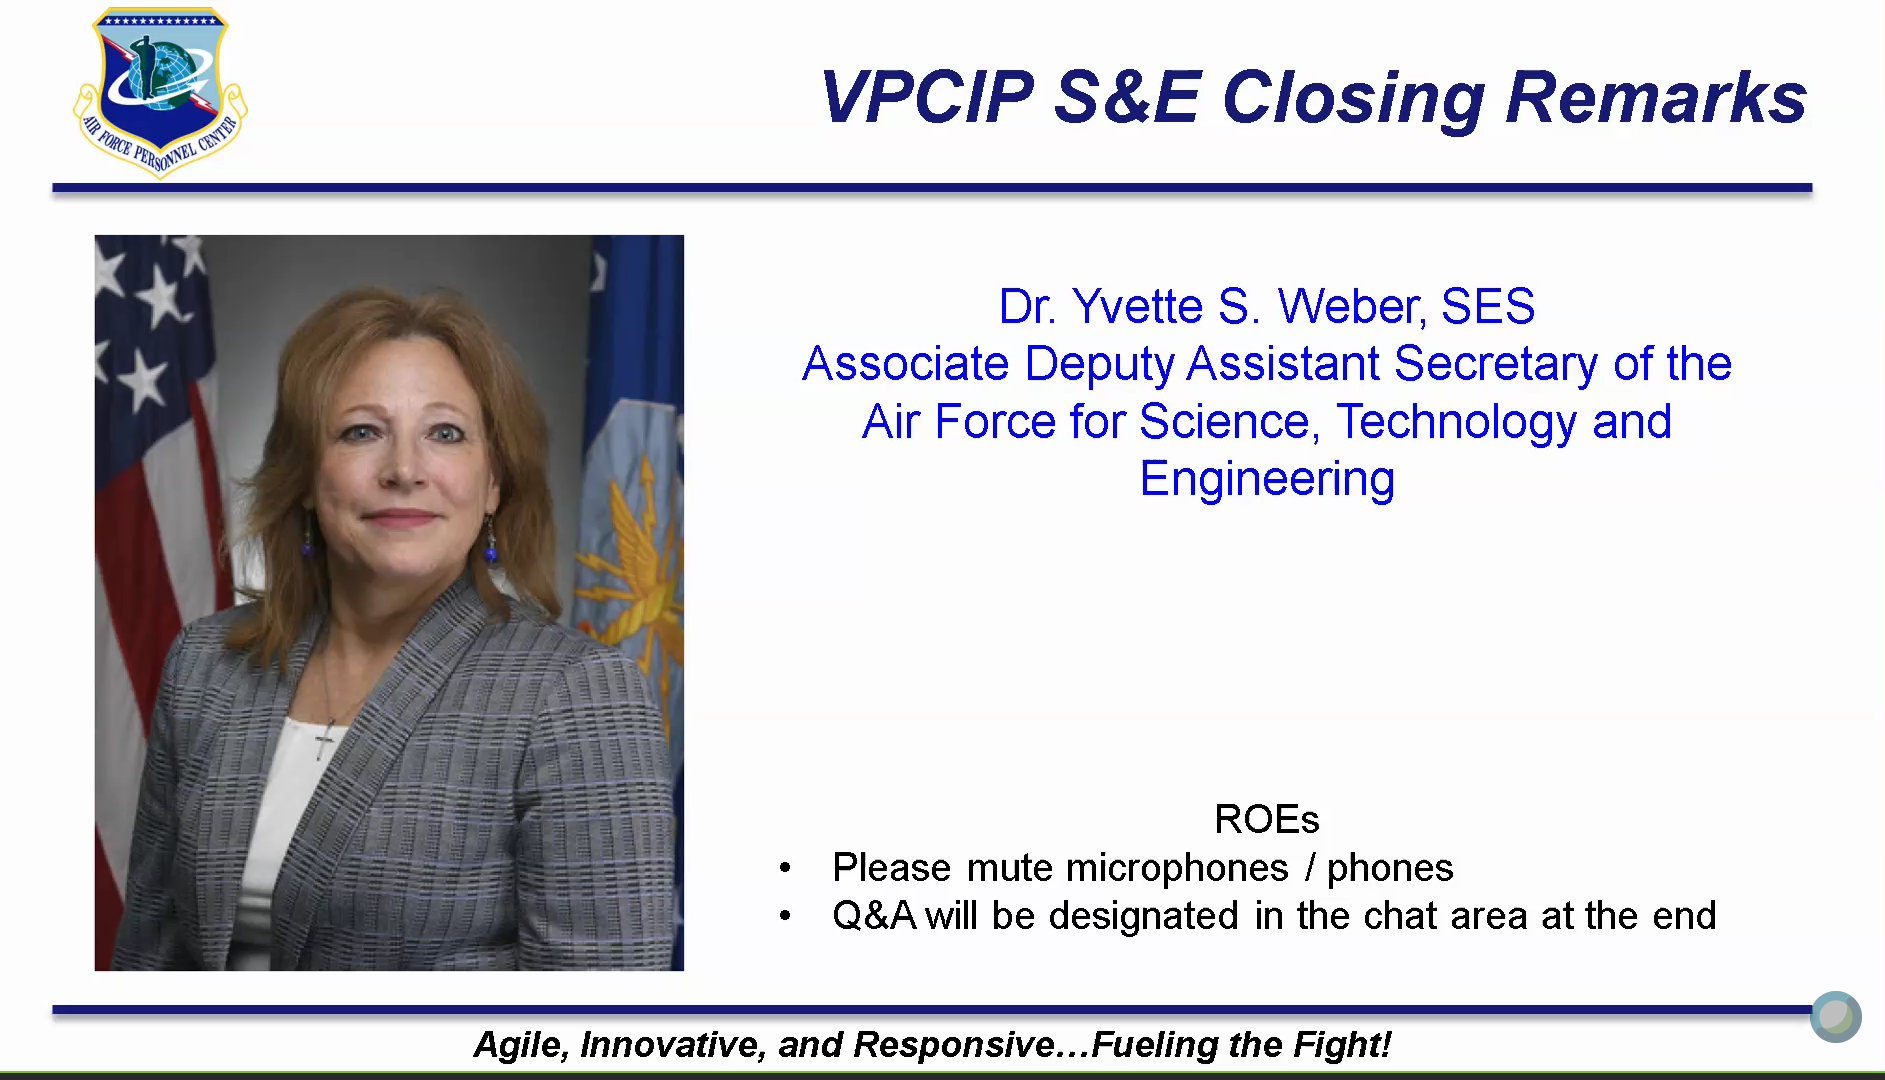 AIR FORCE PERSONNEL CENTER
VPCIP S&E Closing Remarks
Dr. Yvette S. Weber, SES
Associate Deputy Assistant Secretary of the
Air Force for Science, Technology and
Engineering
ROEs
• Please mute microphones / phones
• Q&A will be designated in the chat area at the end
Agile, Innovative, and Responsive…Fueling the Fight!